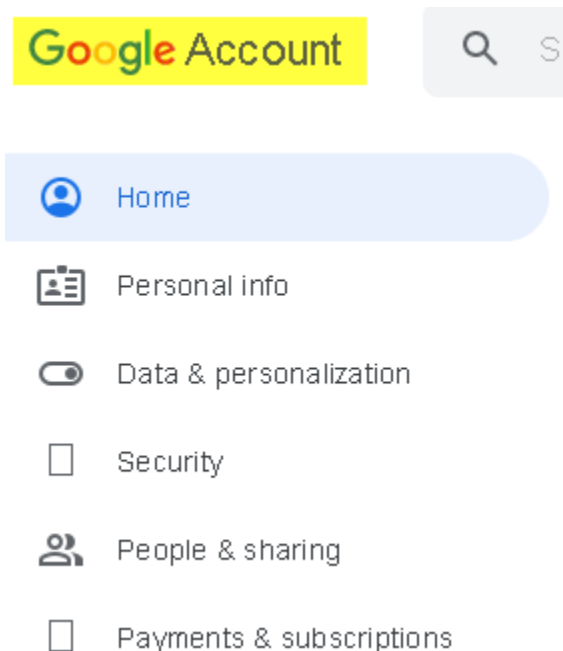 Google Account
S
Home
Personal info
Data & personalization
Security
People & sharing
Payments & subscriptions